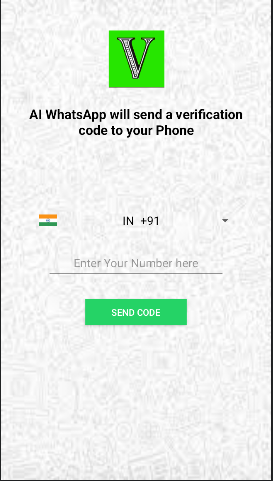 V
AI WhatsApp will send a verification
code to your Phone
IN +91
Enter Your Number here
SEND CODE